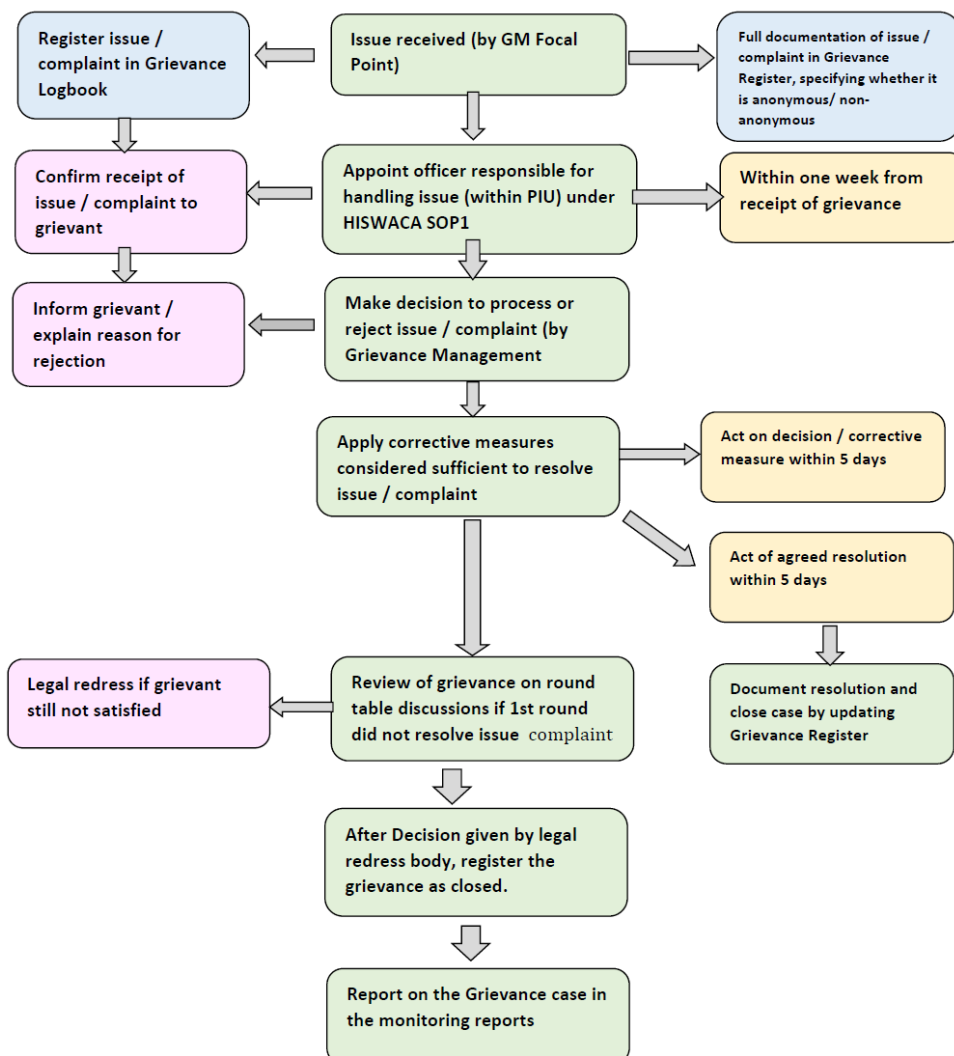 Register issue /
complaint in Grievance
Logbook
Issue received (by GM Focal
Point)
Full documentation of issue /
complaint in Grievance
Register, specifying whether it
is anonymous/ non-
anonymous
Confirm receipt of
issue / complaint to
grievant
Appoint officer responsible for
handling issue (within PIU) under
HISWACA SOP1
Within one week from
receipt of grievance
Inform grievant /
explain reason for
rejection
Make decision to process or
reject issue / complaint (by
Grievance Management
Apply corrective measures
considered sufficient to resolve
issue / complaint
Act on decision / corrective
measure within 5 days
Act of agreed resolution
within 5 days
Legal redress if grievant
still not satisfied
Review of grievance on round
table discussions if 1st round
did not resolve issue complaint
Document resolution and
close case by updating
Grievance Register
After Decision given by legal
redress body, register the
grievance as closed.
Report on the Grievance case in
the monitoring reports